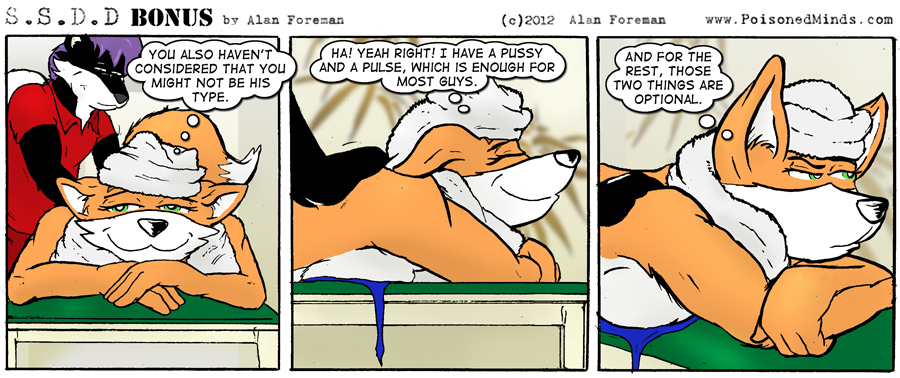 S.S.D.D BONUS by Alan Foreman (c)2012 Alan Foreman www.PoisonedMinds.com
YOU ALSO HAVEN'T
CONSIDERED THAT YOU
MIGHT NOT BE HIS
TYPE.
HA! YEAH RIGHT! I HAVE A PUSSY
AND A PULSE, WHICH IS ENOUGH FOR
MOST GUYS.
AND FOR THE
REST, THOSE
TWO THINGS ARE
OPTIONAL.